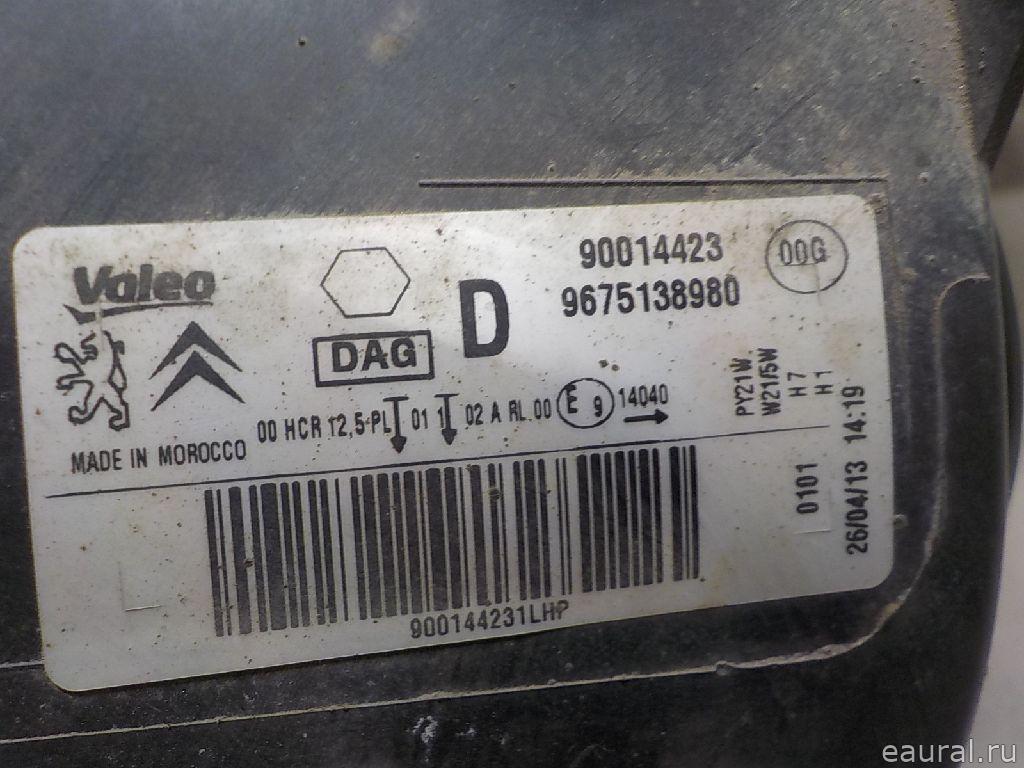 Valeo
DAG
D
90014423
9675138980
00G
MADE IN MOROCCO
00 HCR 12,5-PL 01 1 02 A RL 00 E 9 14040
PY21W
W21/5W
H7
H1
0101
26/04/13 14:19
900144231LHP
eaural.ru